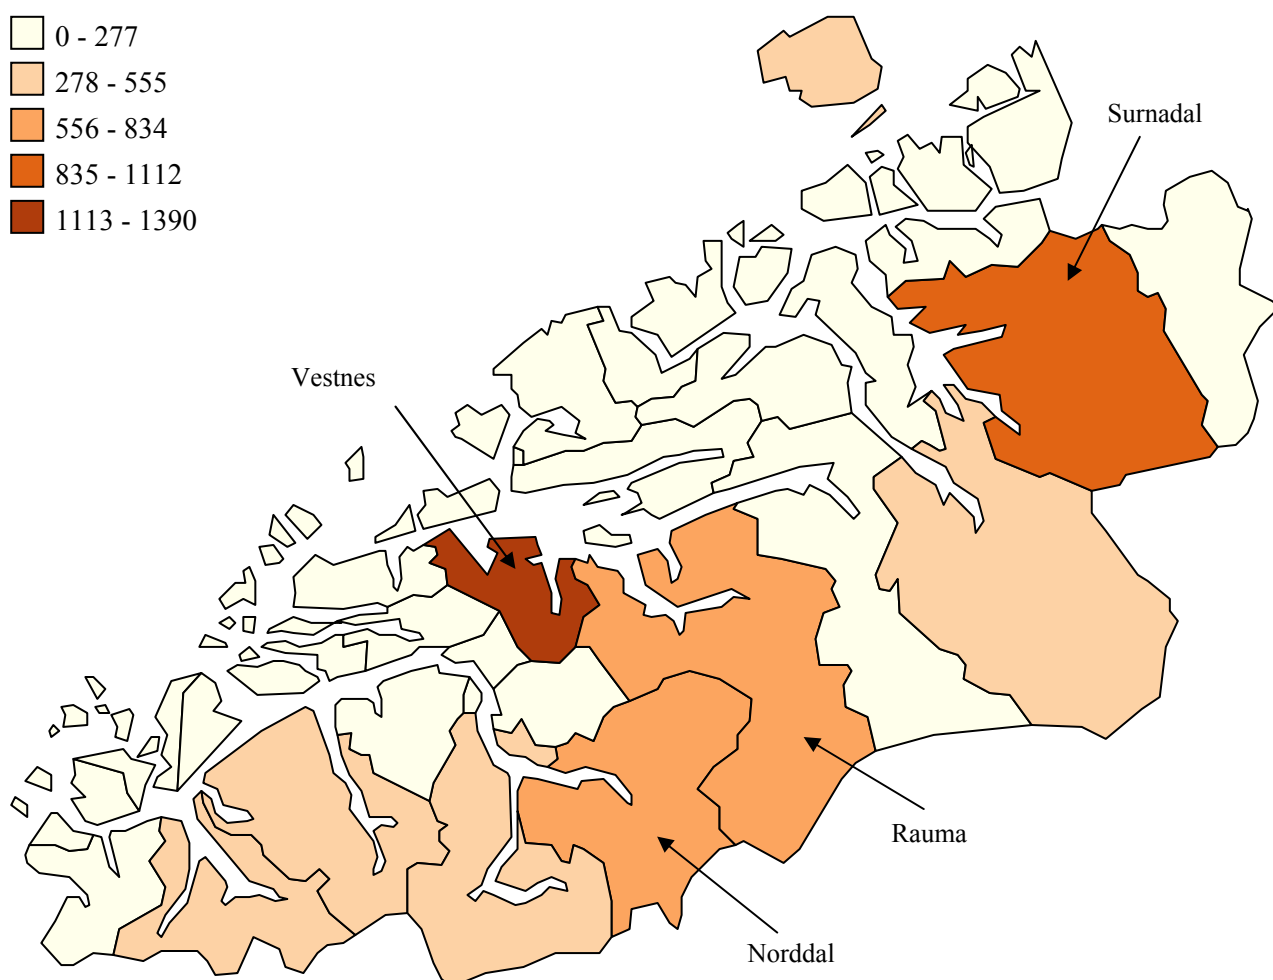 0 - 277
278 - 555
556 - 834
835 - 1112
1113 - 1390
Surnadal
Vestnes
Rauma
Norddal